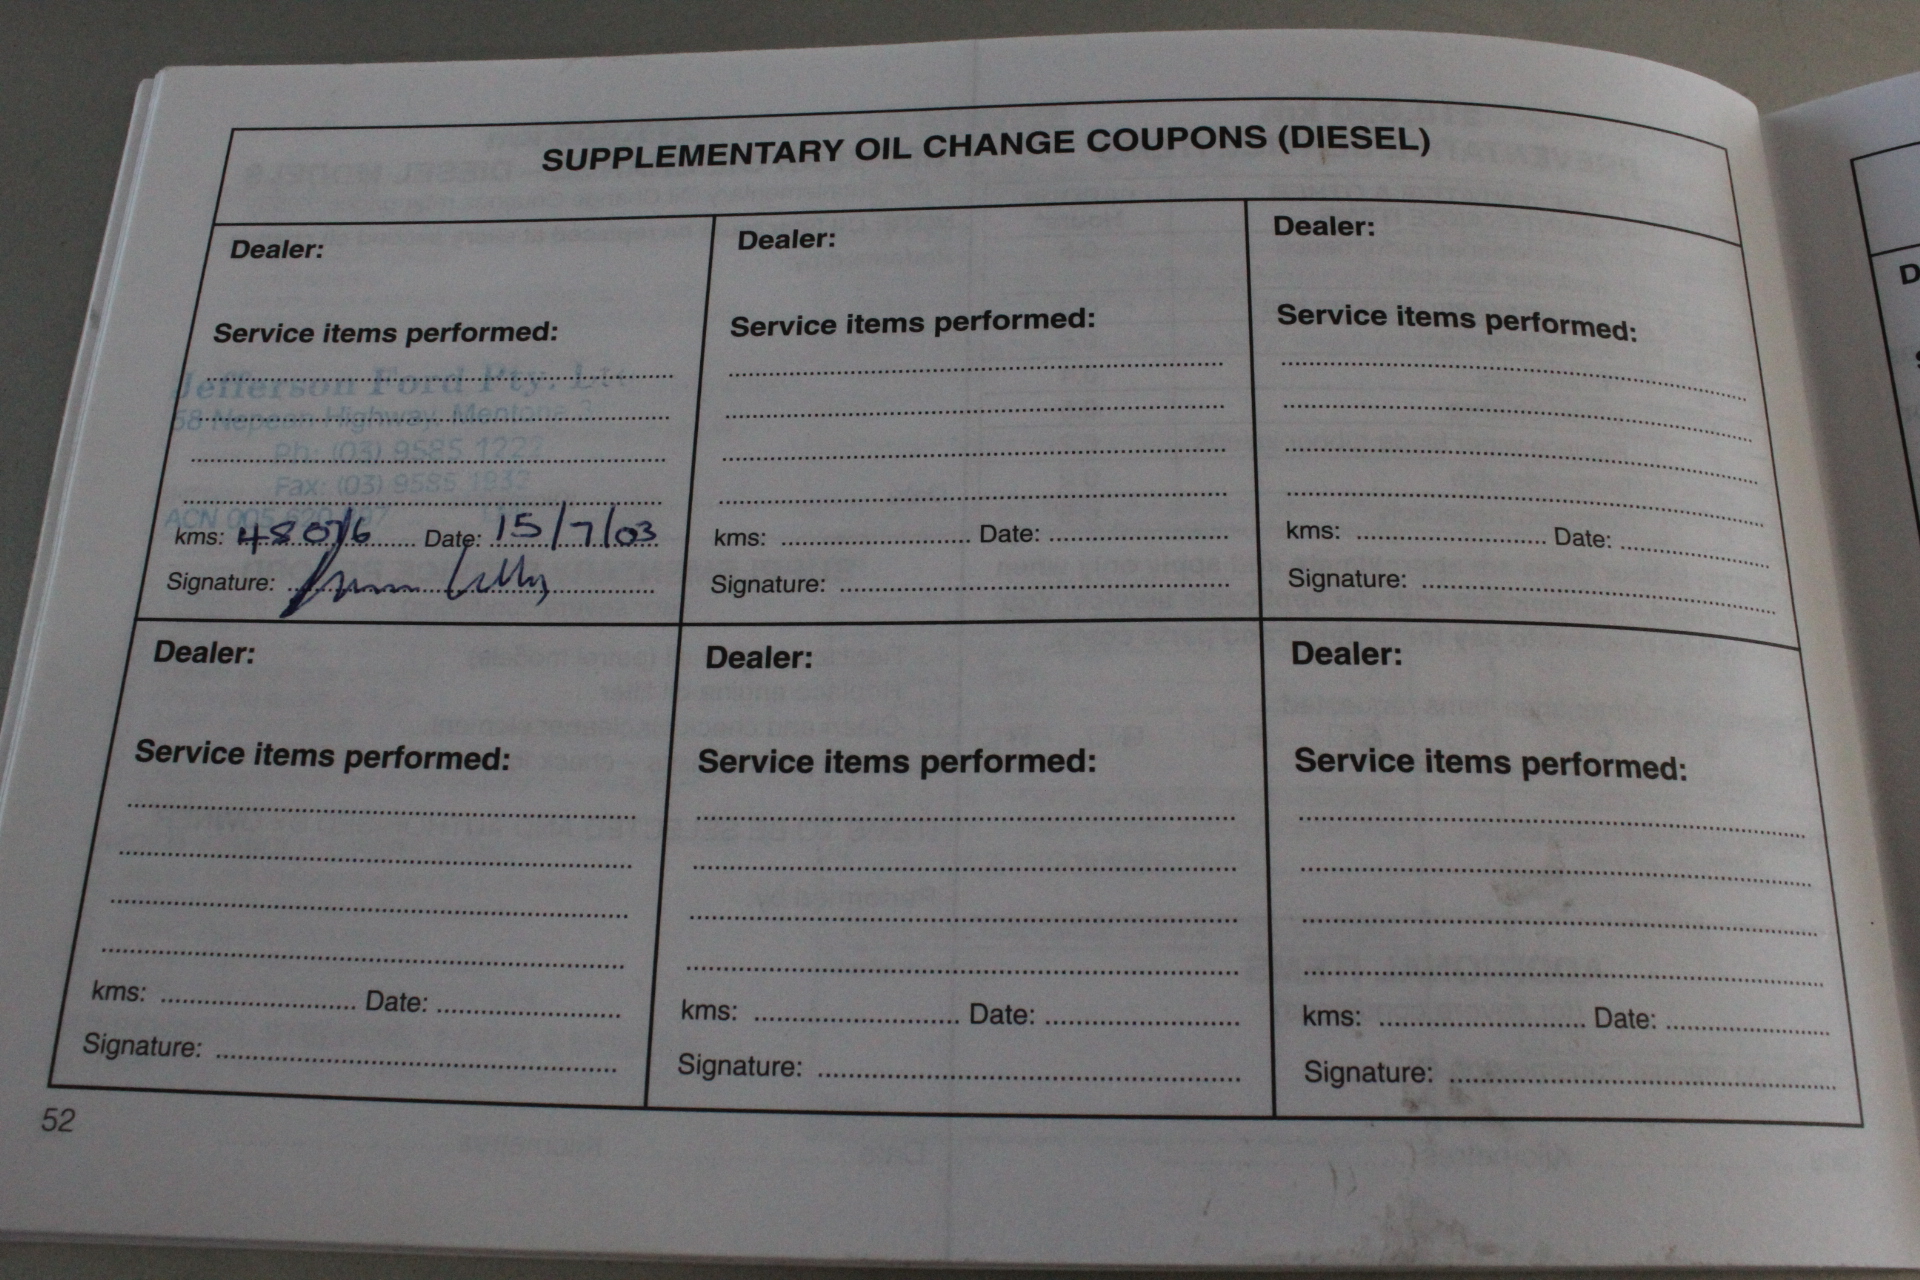 SUPPLEMENTARY OIL CHANGE COUPONS (DIESEL)
Dealer:
Service items performed:
Jefferson Ford Pty.
58 Nepean Highway, Mentone
Ph: (03) 9585 1222
Fax: (03) 9585 1932
ACN 005
kms: 48076 Date: 15/7/03
Signature:
Dealer:
Service items performed:
kms: Date:
Signature:
Dealer:
Service items performed:
kms: Date:
Signature:
Dealer:
Service items performed:
kms: Date:
Signature:
Dealer:
Service items performed:
kms: Date:
Signature:
Dealer:
Service items performed:
kms: Date:
Signature:
52
D